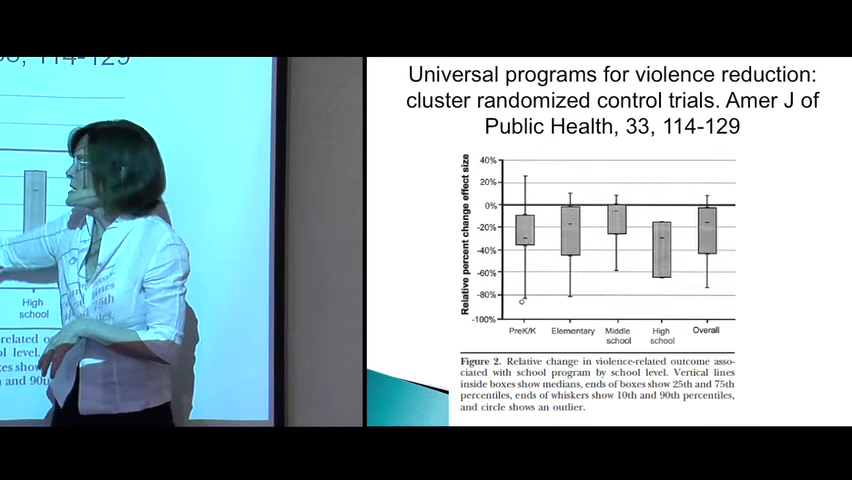 Universal programs for violence reduction:
cluster randomized control trials. Amer J of
Public Health, 33, 114-129
Relative percent change effect size
40%
20%
0%
-20%
-40%
-60%
-80%
-100%
PreK/K Elementary Middle school High school Overall
Figure 2. Relative change in violence-related outcome asso-
ciated with school program by school level. Vertical lines
inside boxes show medians, ends of boxes show 25th and 75th
percentiles, ends of whiskers show 10th and 90th percentiles,
and circle shows an outlier.
114-129
High
school
related
level.